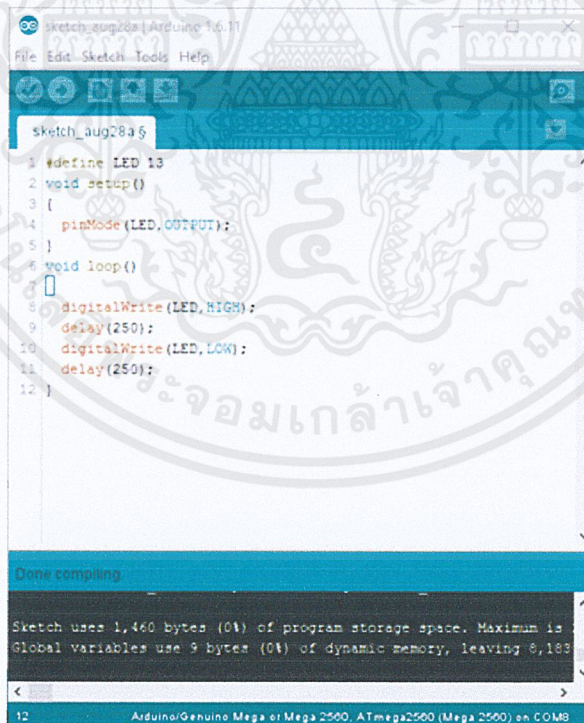 sketch_aug28a | Arduino 1.6.11
File Edit Sketch Tools Help
sketch_aug28a §
1 #define LED 13
2 void setup()
3 {
4 pinMode(LED,OUTPUT);
5 }
6 void loop()
7
8 digitalWrite(LED,HIGH);
9 delay(250);
10 digitalWrite(LED,LOW);
11 delay(250);
12 }
Done compiling.
Sketch uses 1,460 bytes (0%) of program storage space. Maximum is
Global variables use 9 bytes (0%) of dynamic memory, leaving 8,183
12 Arduino/Genuino Mega or Mega 2560, ATmega2560 (Mega 2560) on COM8